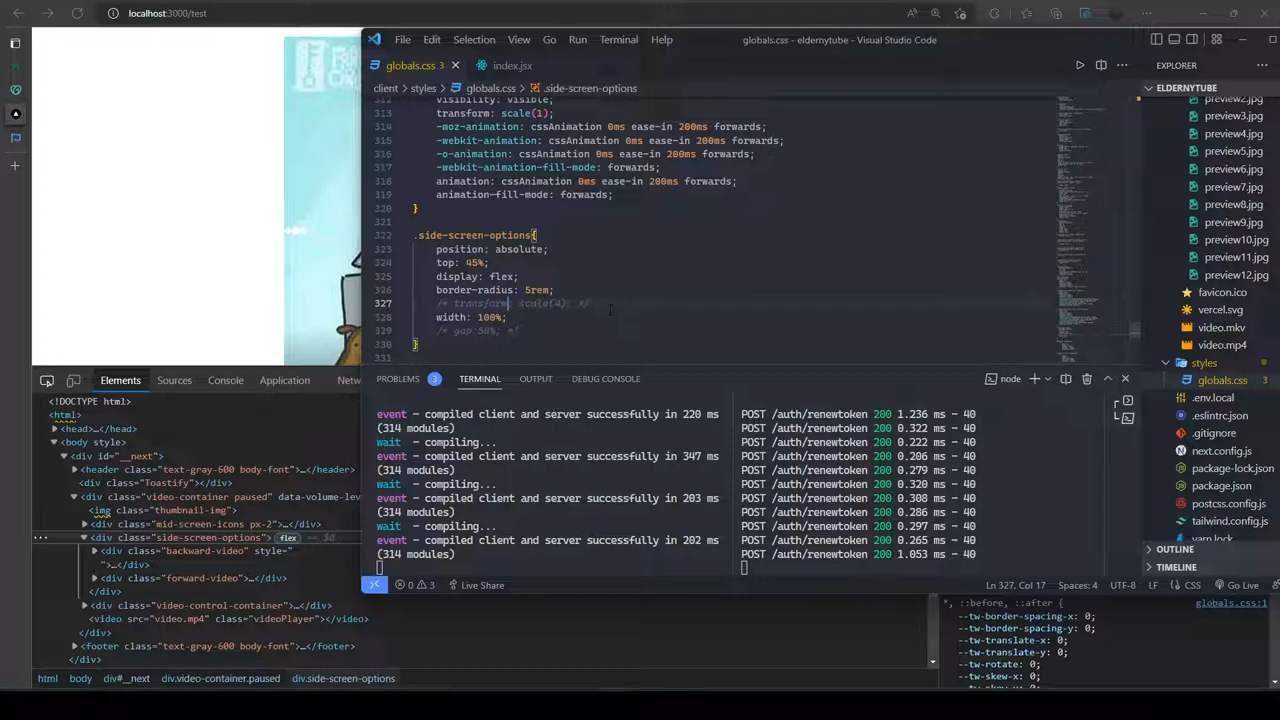 localhost:3000/test
File Edit Selection View Go Run Terminal Help
globals.css - eldernytube - Visual Studio Code
globals.css 3
index.jsx
client > styles > globals.css > .side-screen-options
EXPLORER
ELDERNYTUBE
312 visibility: visible;
313 transform: scale(1);
314 -moz-animation: cssAnimation 0ms ease-in 200ms forwards;
315 -webkit-animation: cssAnimation 0ms ease-in 200ms forwards;
316 -o-animation: cssAnimation 0ms ease-in 200ms forwards;
317 -webkit-animation-fill-mode: forwards;
318 animation: cssAnimation 0ms ease-in 200ms forwards;
319 animation-fill-mode: forwards;
320 }
321
322 .side-screen-options{
323 position: absolute;
324 top: 45%;
325 display: flex;
326 border-radius: 5rem;
327 /* transform: scale(4); */
328 width: 100%;
329 /* gap:50%; */
330 }
331
preview2.jpg
preview3.jpg
preview4.jpg
preview5.jpg
preview6.jpg
preview7.jpg
preview8.jpg
preview9.jpg
preview10.jpg
preview11.jpg
preview12.jpg
favicon.ico
vercel.svg
video.mkv
video.mp4
styles
globals.css 3
.env.local
.eslintrc.json
.gitignore
next.config.js
package-lock.json
package.json
postcss.config.js
tailwind.config.js
yarn.lock
OUTLINE
TIMELINE
PROBLEMS 3 TERMINAL OUTPUT DEBUG CONSOLE
node
event - compiled client and server successfully in 220 ms
(314 modules)
wait - compiling...
event - compiled client and server successfully in 347 ms
(314 modules)
wait - compiling...
event - compiled client and server successfully in 203 ms
(314 modules)
wait - compiling...
event - compiled client and server successfully in 202 ms
(314 modules)
POST /auth/renewtoken 200 1.236 ms - 40
POST /auth/renewtoken 200 0.322 ms - 40
POST /auth/renewtoken 200 0.222 ms - 40
POST /auth/renewtoken 200 0.206 ms - 40
POST /auth/renewtoken 200 0.279 ms - 40
POST /auth/renewtoken 200 0.320 ms - 40
POST /auth/renewtoken 200 0.308 ms - 40
POST /auth/renewtoken 200 0.286 ms - 40
POST /auth/renewtoken 200 0.297 ms - 40
POST /auth/renewtoken 200 0.265 ms - 40
POST /auth/renewtoken 200 1.053 ms - 40
0 3 Live Share
Ln 327, Col 17 Spaces: 4 UTF-8 LF CSS Go Live
Elements Sources Console Application
<!DOCTYPE html>
<html>
<head>…</head>
<body style>
<div id="__next">
<header class="text-gray-600 body-font">…</header>
<div class="Toastify"></div>
<div class="video-container paused" data-volume-lev
<img class="thumbnail-img">
<div class="mid-screen-icons px-2">…</div>
<div class="side-screen-options"> flex == $0
<div class="backward-video" style="
">…</div>
<div class="forward-video">…</div>
</div>
<div class="video-control-container">…</div>
<video src="video.mp4" class="videoPlayer"></video>
</div>
<footer class="text-gray-600 body-font">…</footer>
</div>
html body div#__next div.video-container.paused div.side-screen-options
*, ::before, ::after {
globals.css:1
--tw-border-spacing-x: 0;
--tw-border-spacing-y: 0;
--tw-translate-x: 0;
--tw-translate-y: 0;
--tw-rotate: 0;
--tw-skew-x: 0;